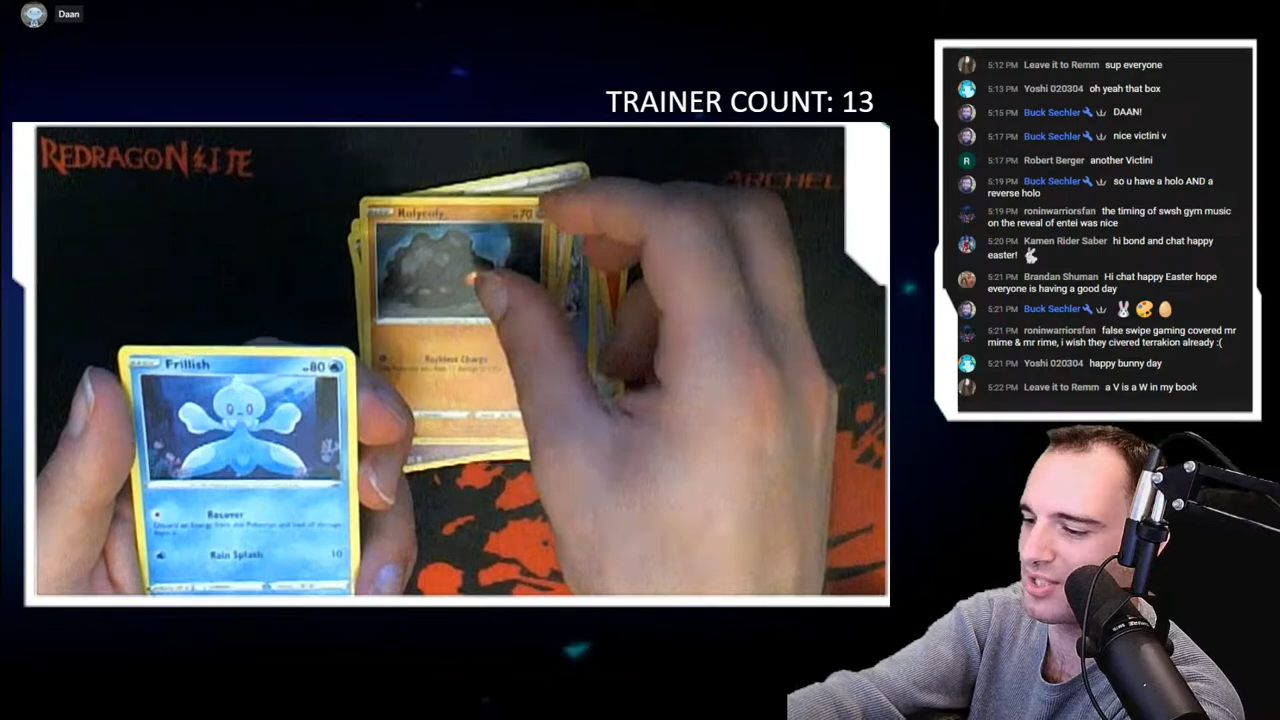 Daan
TRAINER COUNT: 13
REDRAGON
ARCHEL
Rolycoly
70
Reckless Charge
Frillish
80
Recover
Rain Splash 10
5:12 PM Leave it to Remm sup everyone
5:13 PM Yoshi 020304 oh yeah that box
5:15 PM Buck Sechler DAAN!
5:17 PM Buck Sechler nice victini v
R 5:17 PM Robert Berger another Victini
5:19 PM Buck Sechler so u have a holo AND a
reverse holo
5:19 PM roninwarriorsfan the timing of swsh gym music
on the reveal of entei was nice
5:20 PM Kamen Rider Saber hi bond and chat happy
easter!
5:21 PM Brandan Shuman Hi chat happy Easter hope
everyone is having a good day
5:21 PM Buck Sechler
5:21 PM roninwarriorsfan false swipe gaming covered mr
mime & mr rime, i wish they civered terrakion already :(
5:21 PM Yoshi 020304 happy bunny day
5:22 PM Leave it to Remm a V is a W in my book